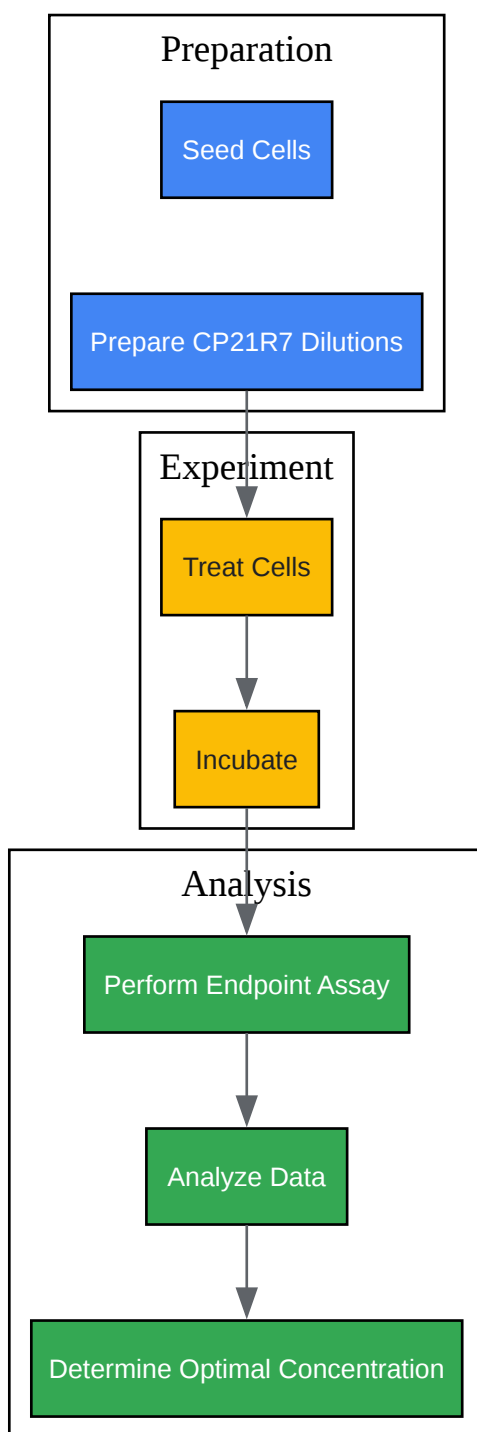 Preparation
Seed Cells
Prepare CP21R7 Dilutions
Experiment
Treat Cells
Incubate
Analysis
Perform Endpoint Assay
Analyze Data
Determine Optimal Concentration